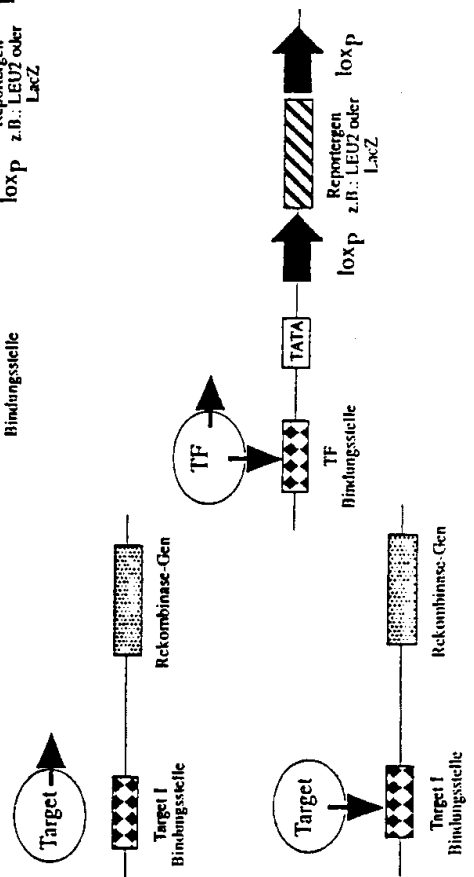 Bindungsstelle
loxp
z.B.: LEU2 oder
LacZ
Target
Target I
Bindungsstelle
Rekombinase-Gen
TF
TF
Bindungsstelle
TATA
loxp
Reportergen
z.B.: LEU2 oder
LacZ
loxp
Target
Target I
Bindungsstelle
Rekombinase-Gen